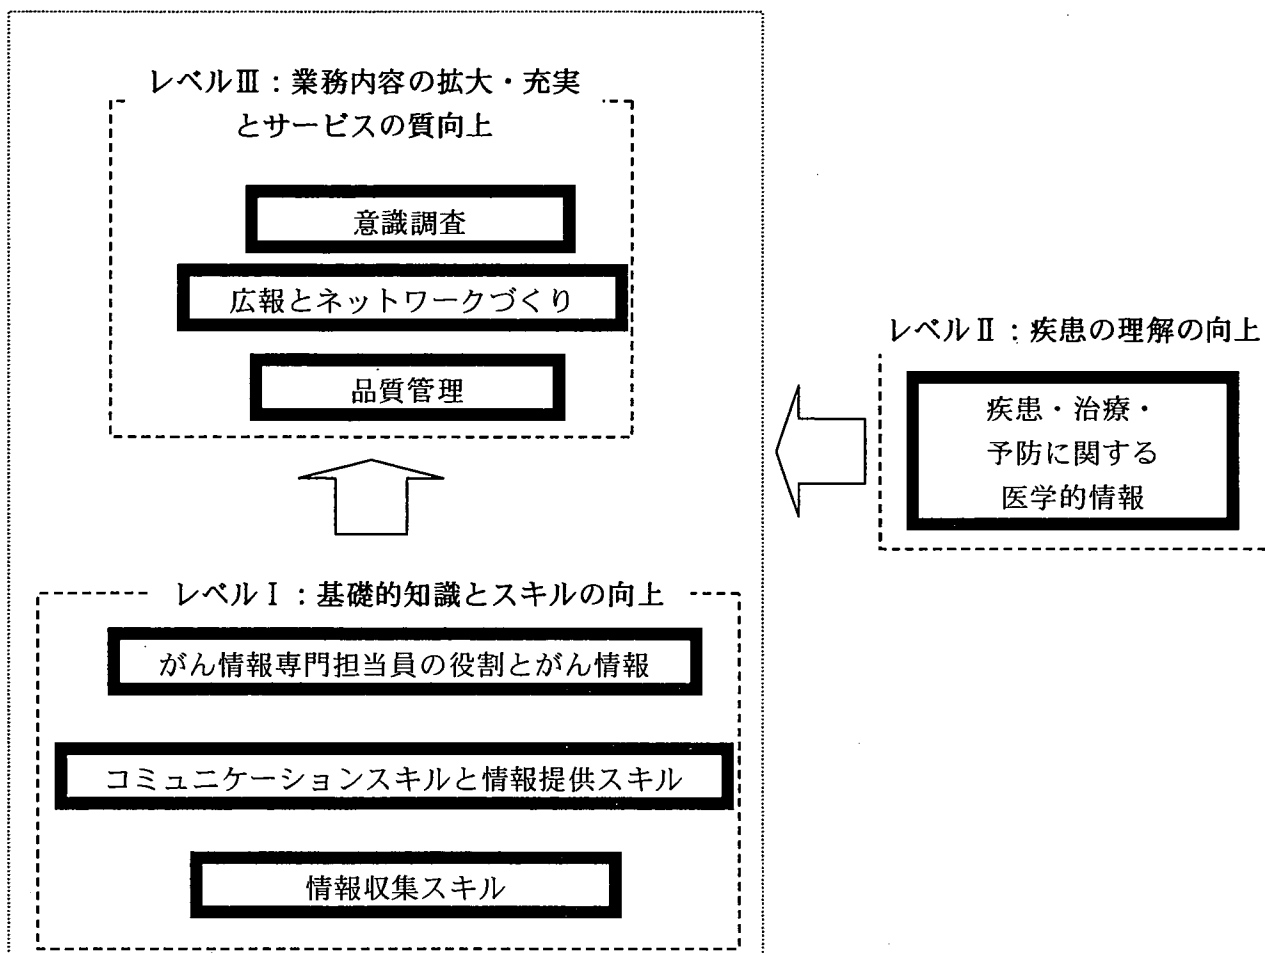 レベルⅢ：業務内容の拡大・充実
とサービスの質向上
意識調査
広報とネットワークづくり
品質管理
レベルⅡ：疾患の理解の向上
疾患・治療・
予防に関する
医学的情報
レベルⅠ：基礎的知識とスキルの向上
がん情報専門担当員の役割とがん情報
コミュニケーションスキルと情報提供スキル
情報収集スキル